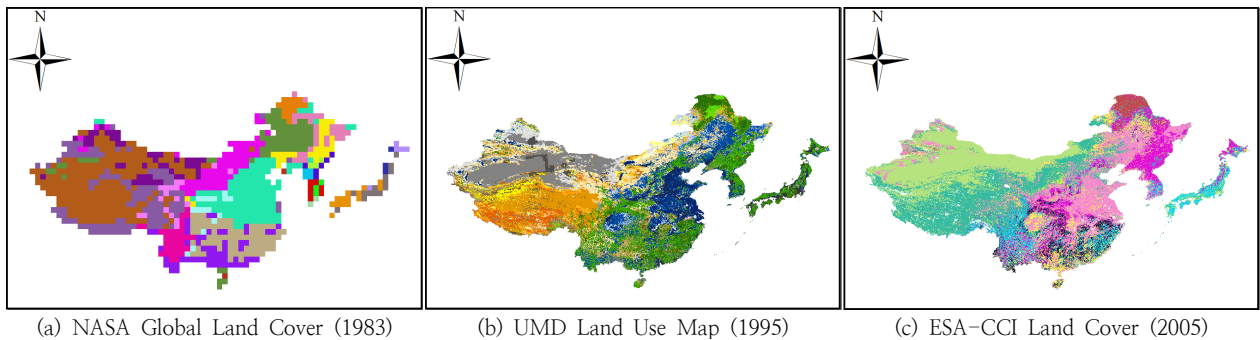 N N N
(a) NASA Global Land Cover (1983) (b) UMD Land Use Map (1995) (c) ESA-CCI Land Cover (2005)